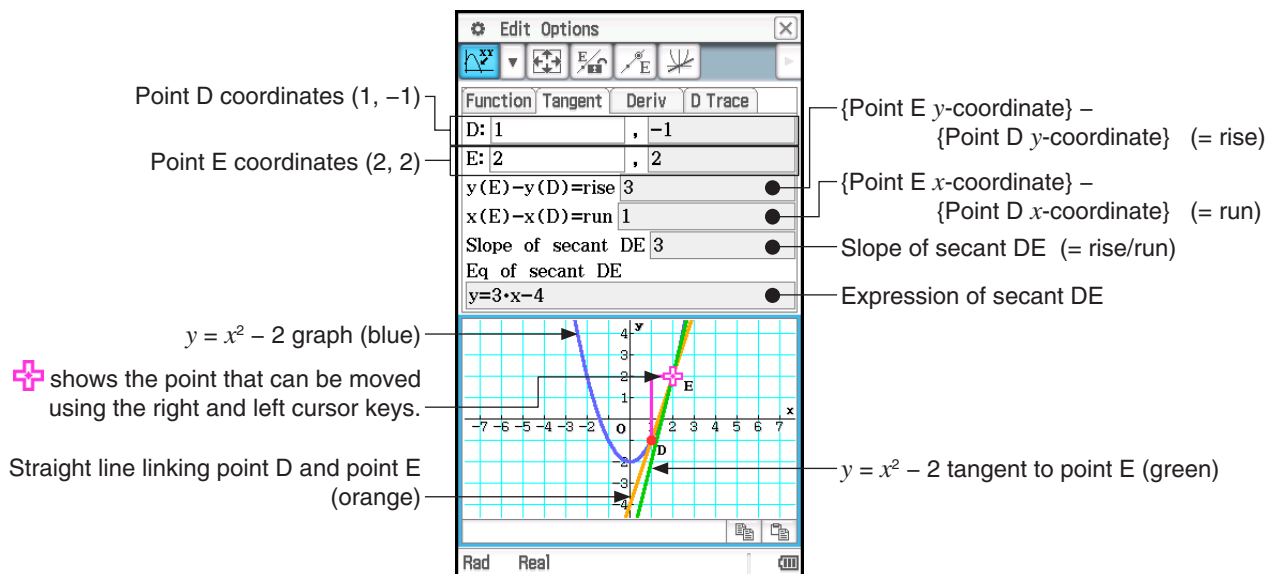 Edit Options
XY
E
E
Function Tangent Deriv D Trace
D: 1 , -1
E: 2 , 2
y(E)-y(D)=rise 3
x(E)-x(D)=run 1
Slope of secant DE 3
Eq of secant DE
y=3·x-4
Point D coordinates (1, −1)
Point E coordinates (2, 2)
{Point E y-coordinate} –
{Point D y-coordinate} (= rise)
{Point E x-coordinate} –
{Point D x-coordinate} (= run)
Slope of secant DE (= rise/run)
Expression of secant DE
y = x² – 2 graph (blue)
shows the point that can be moved
using the right and left cursor keys.
Straight line linking point D and point E
(orange)
y = x² – 2 tangent to point E (green)
y
4
3
2
1
E
x
-7 -6 -5 -4 -3 -2 O 1 2 3 4 5 6 7
D
-2
-3
-4
Rad Real